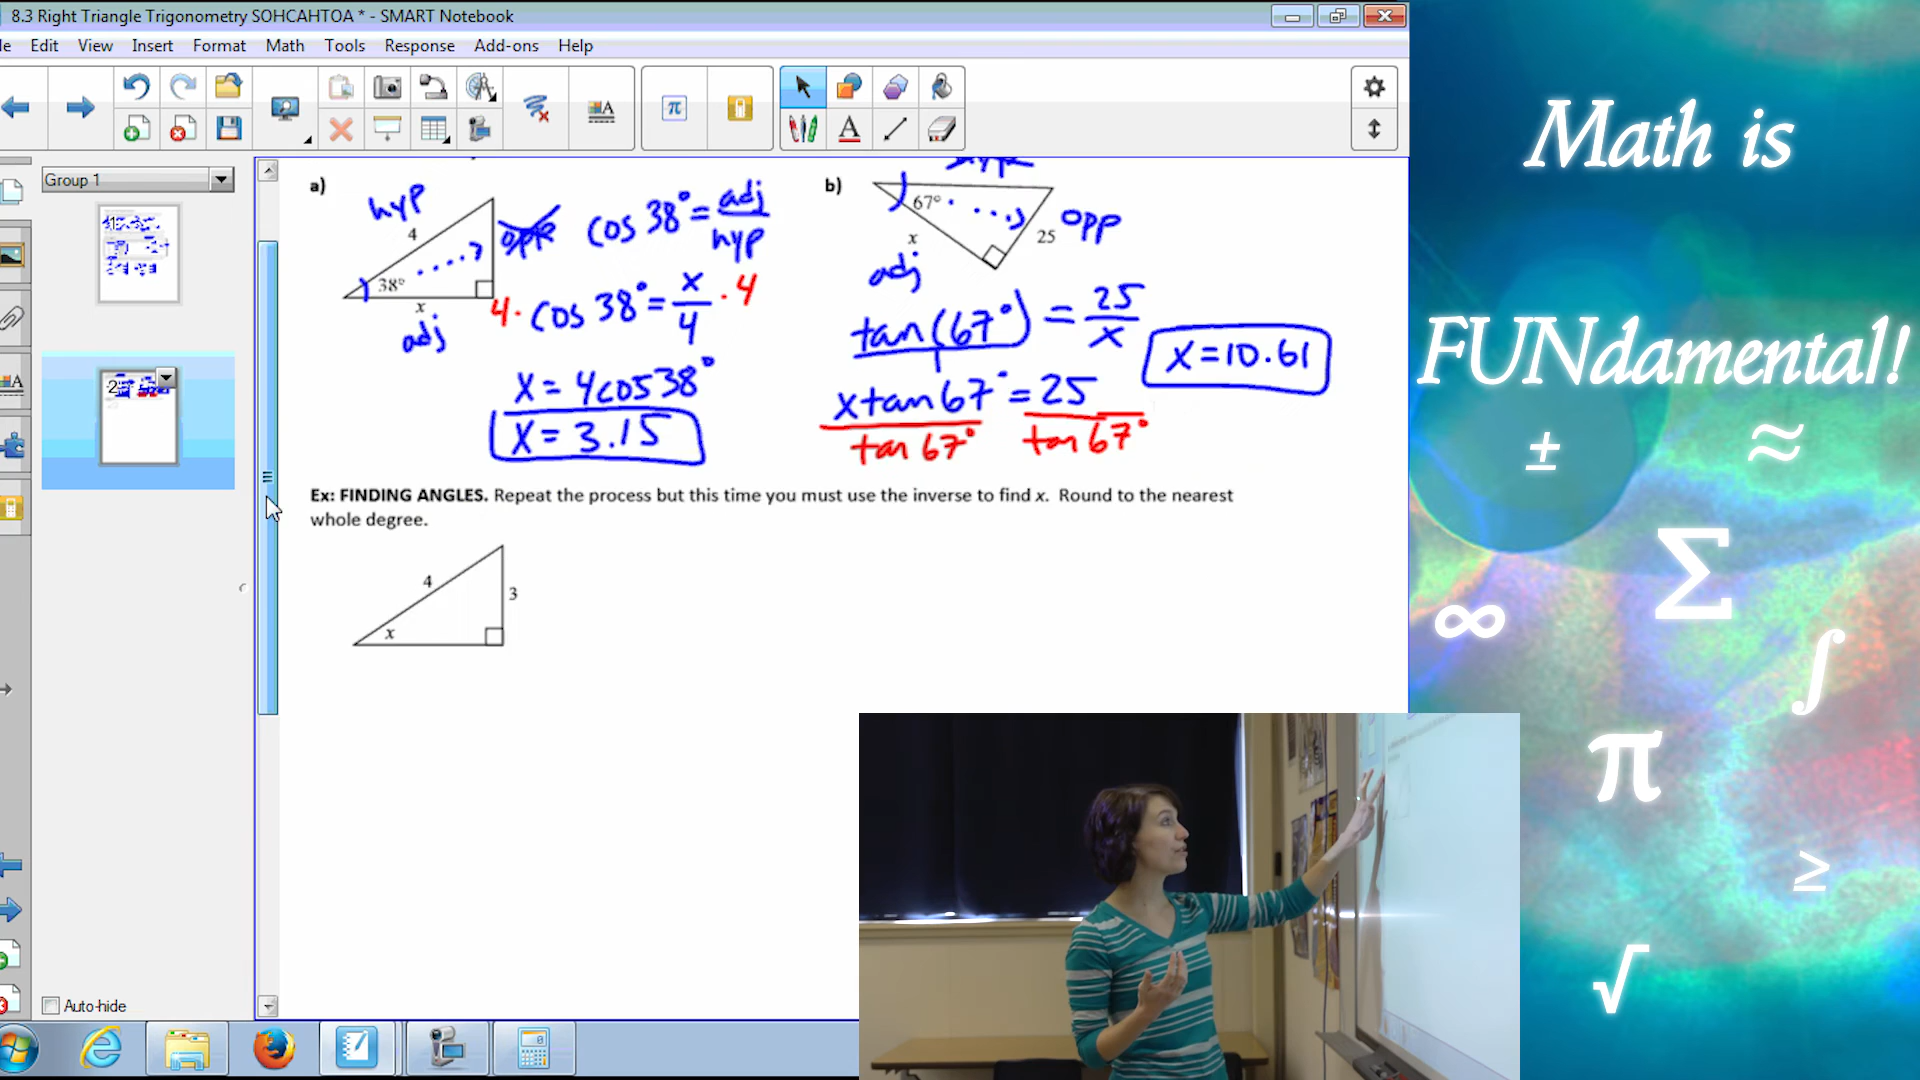 8.3 Right Triangle Trigonometry SOHCAHTOA * - SMART Notebook
Edit View Insert Format Math Tools Response Add-ons Help
Group 1
a)
hyp
4
opp
38°
x
adj
cos 38° = adj/hyp
4 · cos 38° = x/4 · 4
x = 4cos38°
x = 3.15
b)
67°
x
25
opp
adj
tan(67°) = 25/x
x = 10.61
xtan67° = 25
tan 67° tan 67°
Ex: FINDING ANGLES. Repeat the process but this time you must use the inverse to find x. Round to the nearest
whole degree.
4
3
x
Auto-hide
Math is
FUNdamental!
± ≈
∞ Σ
∫
π
≥
√